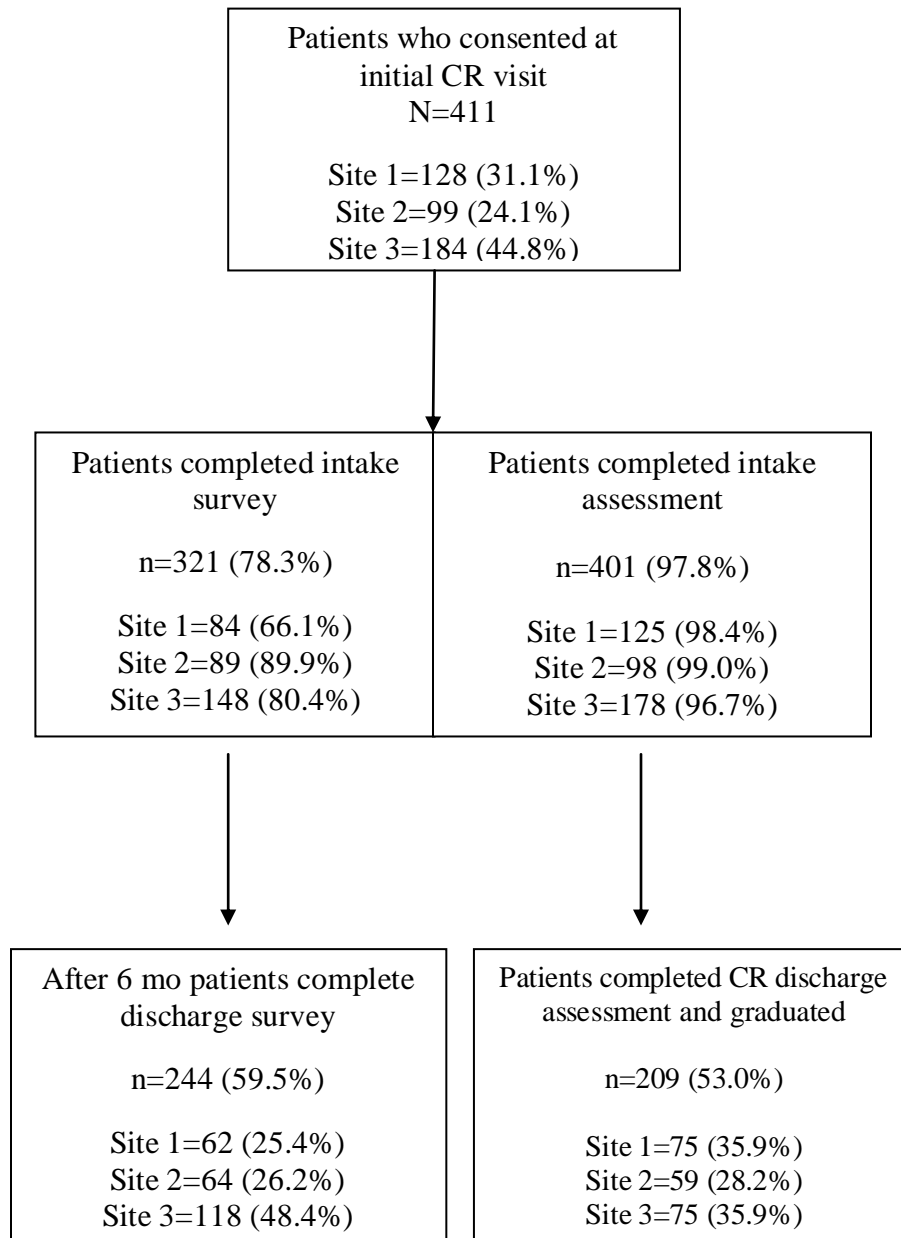 Patients who consented at
initial CR visit
N=411
Site 1=128 (31.1%)
Site 2=99 (24.1%)
Site 3=184 (44.8%)
Patients completed intake
survey
n=321 (78.3%)
Site 1=84 (66.1%)
Site 2=89 (89.9%)
Site 3=148 (80.4%)
Patients completed intake
assessment
n=401 (97.8%)
Site 1=125 (98.4%)
Site 2=98 (99.0%)
Site 3=178 (96.7%)
After 6 mo patients complete
discharge survey
n=244 (59.5%)
Site 1=62 (25.4%)
Site 2=64 (26.2%)
Site 3=118 (48.4%)
Patients completed CR discharge
assessment and graduated
n=209 (53.0%)
Site 1=75 (35.9%)
Site 2=59 (28.2%)
Site 3=75 (35.9%)